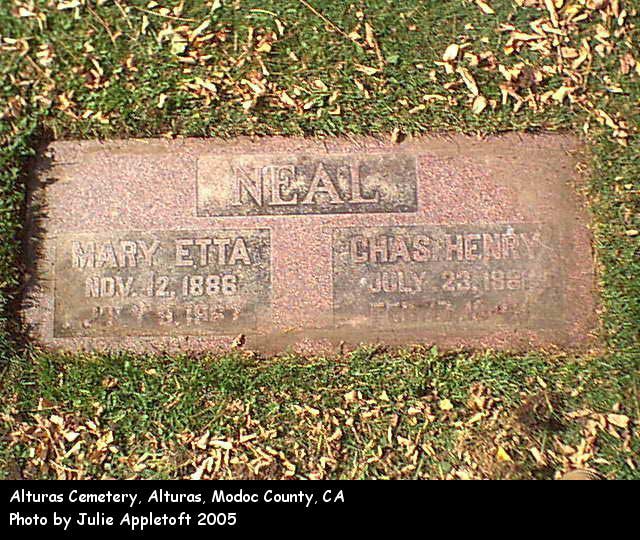 NEAL
MARY ETTA
NOV. 12, 1886
CHAS. HENRY
JULY 23,
Alturas Cemetery, Alturas, Modoc County, CA
Photo by Julie Appletoft 2005